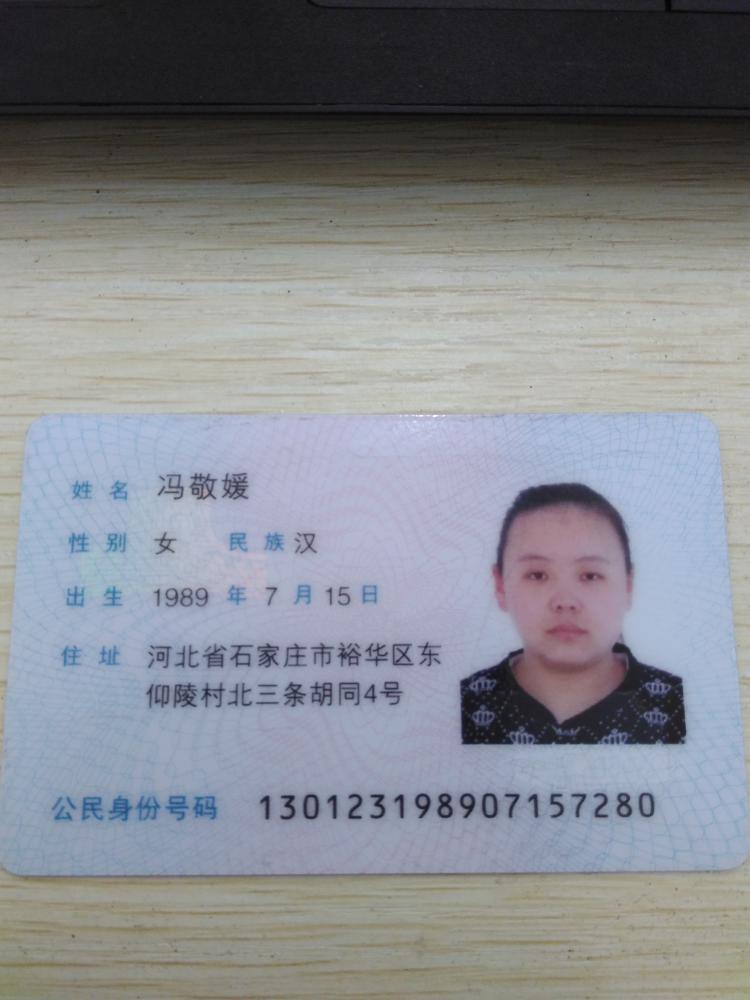 姓名 冯敬媛
性别 女 民族 汉
出生 1989 年 7 月 15 日
住址 河北省石家庄市裕华区东
仰陵村北三条胡同4号
公民身份号码 130123198907157280